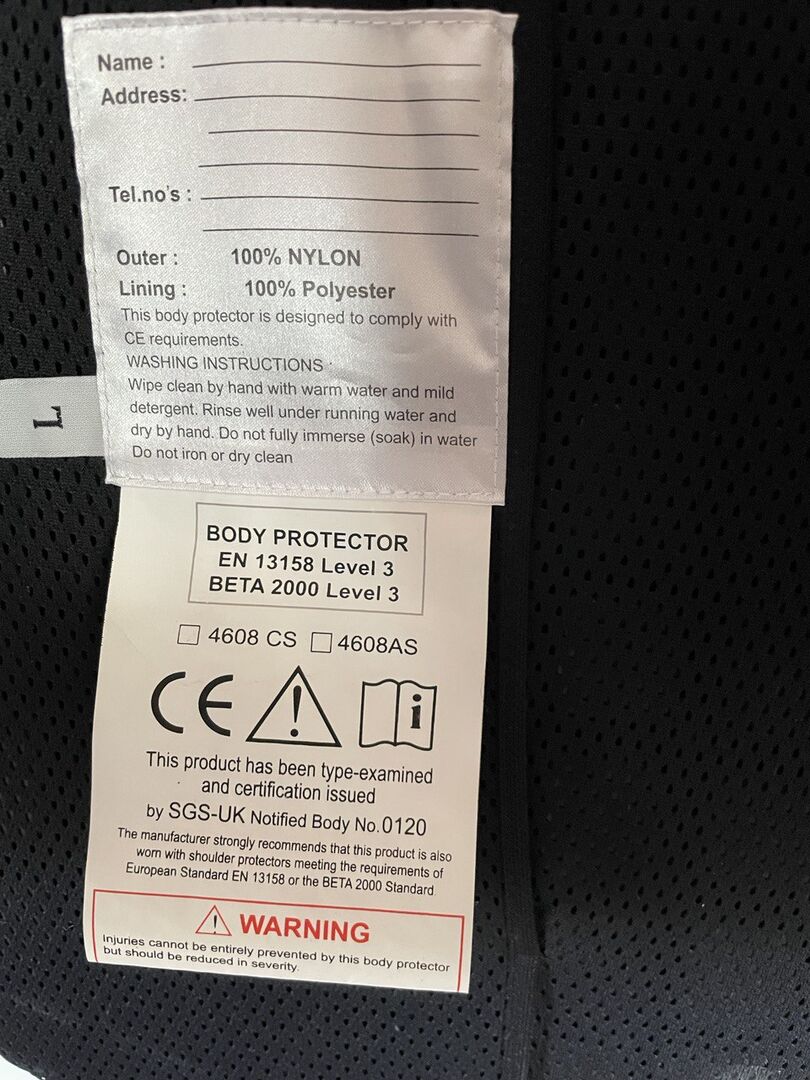 Name :
Address:
Tel.no's :
Outer : 100% NYLON
Lining : 100% Polyester
This body protector is designed to comply with
CE requirements.
WASHING INSTRUCTIONS
Wipe clean by hand with warm water and mild
detergent. Rinse well under running water and
dry by hand. Do not fully immerse (soak) in water
Do not iron or dry clean
L
BODY PROTECTOR
EN 13158 Level 3
BETA 2000 Level 3
4608 CS 4608AS
CE ! i
This product has been type-examined
and certification issued
by SGS-UK Notified Body No.0120
The manufacturer strongly recommends that this product is also
worn with shoulder protectors meeting the requirements of
European Standard EN 13158 or the BETA 2000 Standard
! WARNING
Injuries cannot be entirely prevented by this body protector
but should be reduced in severity.